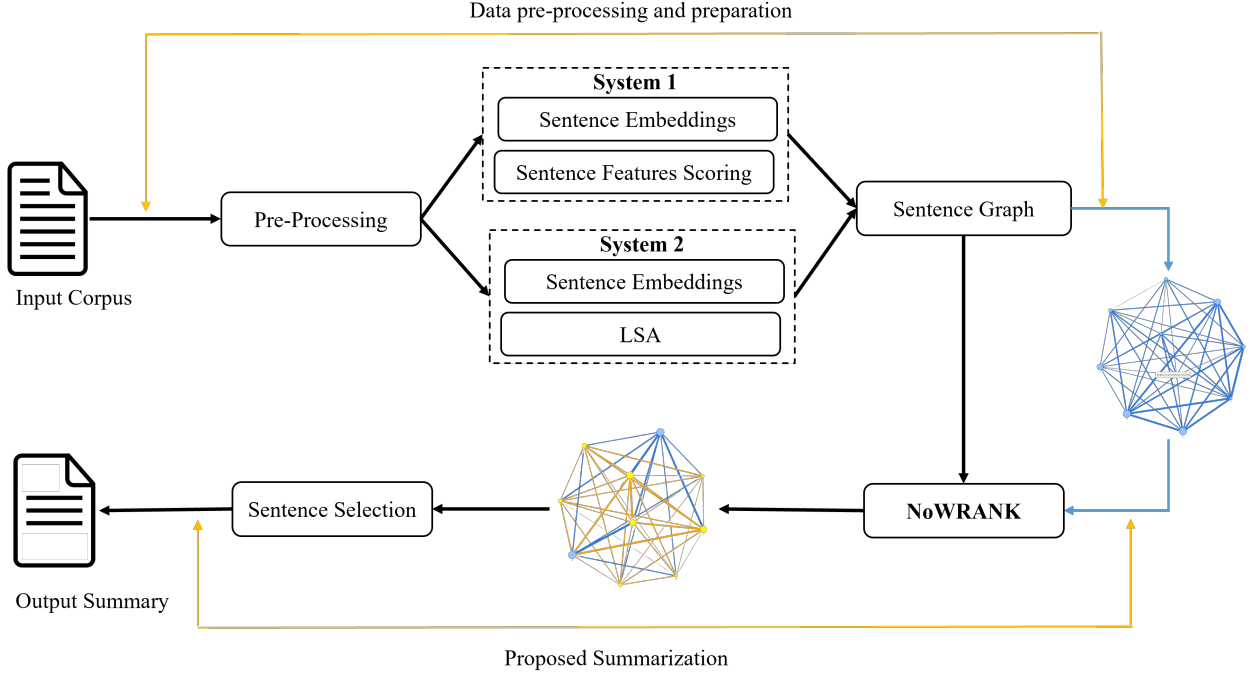 Data pre-processing and preparation
System 1
Sentence Embeddings
Sentence Features Scoring
Input Corpus
Pre-Processing
Sentence Graph
System 2
Sentence Embeddings
LSA
Output Summary
Sentence Selection
NoWRANK
Proposed Summarization